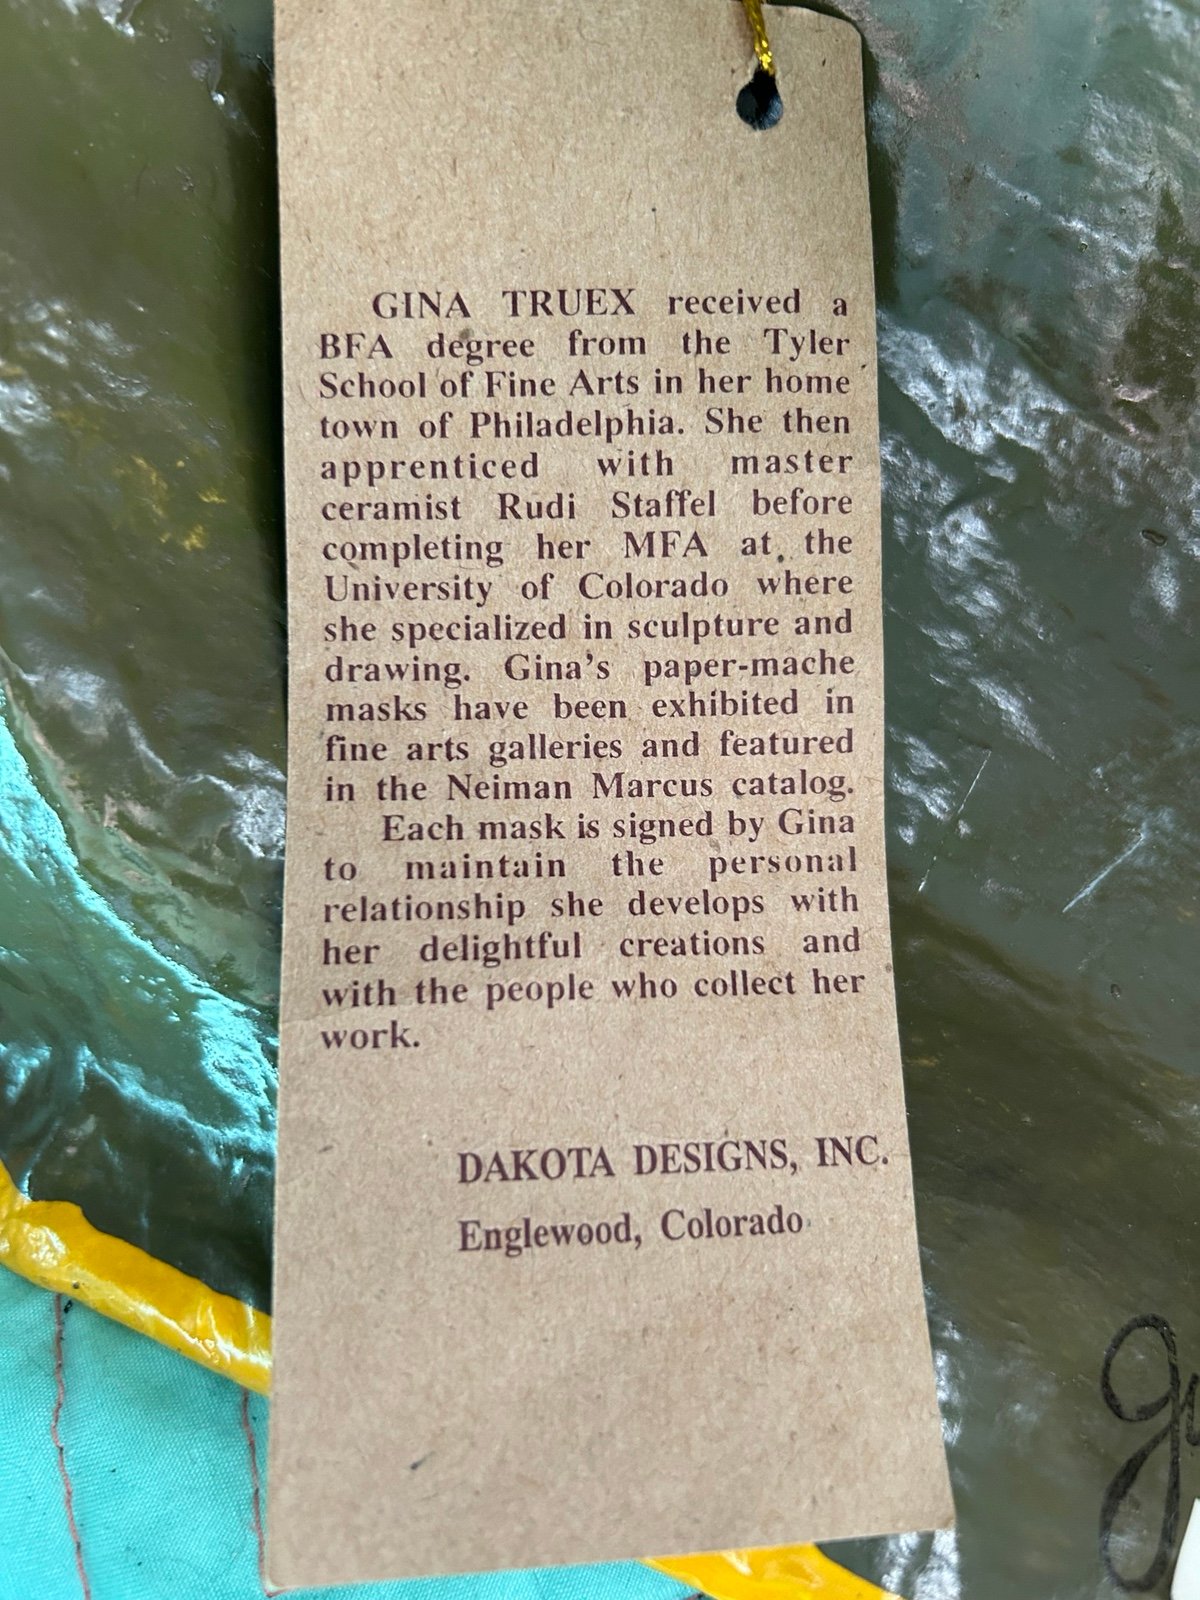 GINA TRUEX received a
BFA degree from the Tyler
School of Fine Arts in her home
town of Philadelphia. She then
apprenticed with master
ceramist Rudi Staffel before
completing her MFA at the
University of Colorado where
she specialized in sculpture and
drawing. Gina's paper-mache
masks have been exhibited in
fine arts galleries and featured
in the Neiman Marcus catalog.
Each mask is signed by Gina
to maintain the personal
relationship she develops with
her delightful creations and
with the people who collect her
work.
DAKOTA DESIGNS, INC.
Englewood, Colorado